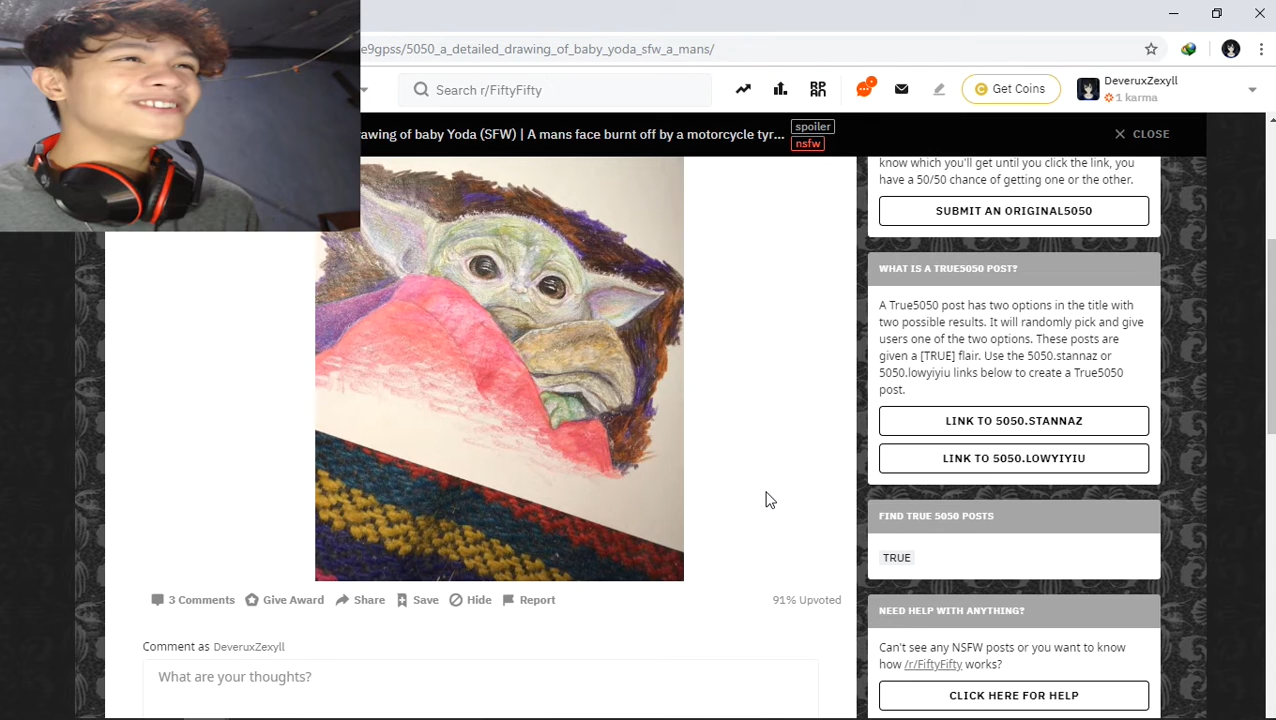 e9gpss/5050_a_detailed_drawing_of_baby_yoda_sfw_a_mans/
Search r/FiftyFifty
Get Coins
DeveruxZexyll
1 karma
awing of baby Yoda (SFW) | A mans face burnt off by a motorcycle tyr...
spoiler
nsfw
CLOSE
know which you'll get until you click the link, you
have a 50/50 chance of getting one or the other.
SUBMIT AN ORIGINAL5050
WHAT IS A TRUE5050 POST?
A True5050 post has two options in the title with
two possible results. It will randomly pick and give
users one of the two options. These posts are
given a [TRUE] flair. Use the 5050.stannaz or
5050.lowyiyiu links below to create a True5050
post.
LINK TO 5050.STANNAZ
LINK TO 5050.LOWYIYIU
FIND TRUE 5050 POSTS
TRUE
3 Comments
Give Award
Share
Save
Hide
Report
91% Upvoted
NEED HELP WITH ANYTHING?
Can't see any NSFW posts or you want to know
how /r/FiftyFifty works?
CLICK HERE FOR HELP
Comment as DeveruxZexyll
What are your thoughts?